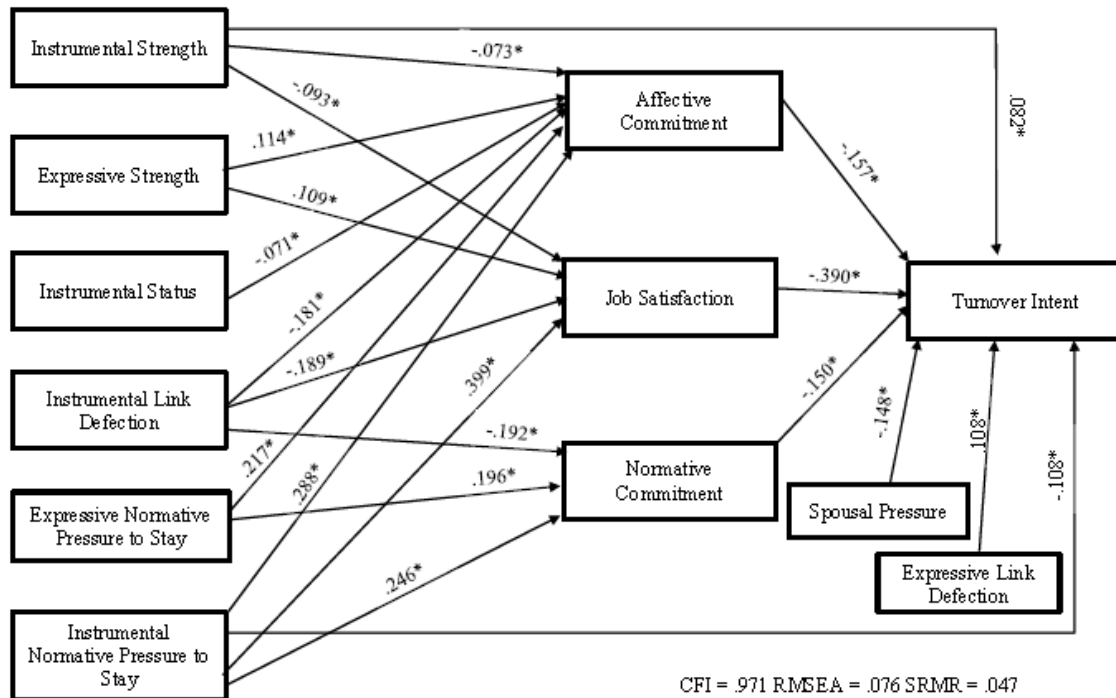 Instrumental Strength
-.073*
.082*
-.093*
Affective
Commitment
.114*
-.157*
Expressive Strength
.109*
-.071*
Instrumental Status
Job Satisfaction
-.390*
Turnover Intent
-.181*
-.189*
.399*
-.150*
Instrumental Link
Defection
-.148*
.108*
-.108*
-.192*
.217*
.288*
.196*
Normative
Commitment
Expressive Normative
Pressure to Stay
Spousal Pressure
.246*
Expressive Link
Defection
Instrumental
Normative Pressure to
Stay
CFI = .971 RMSEA = .076 SRMR = .047